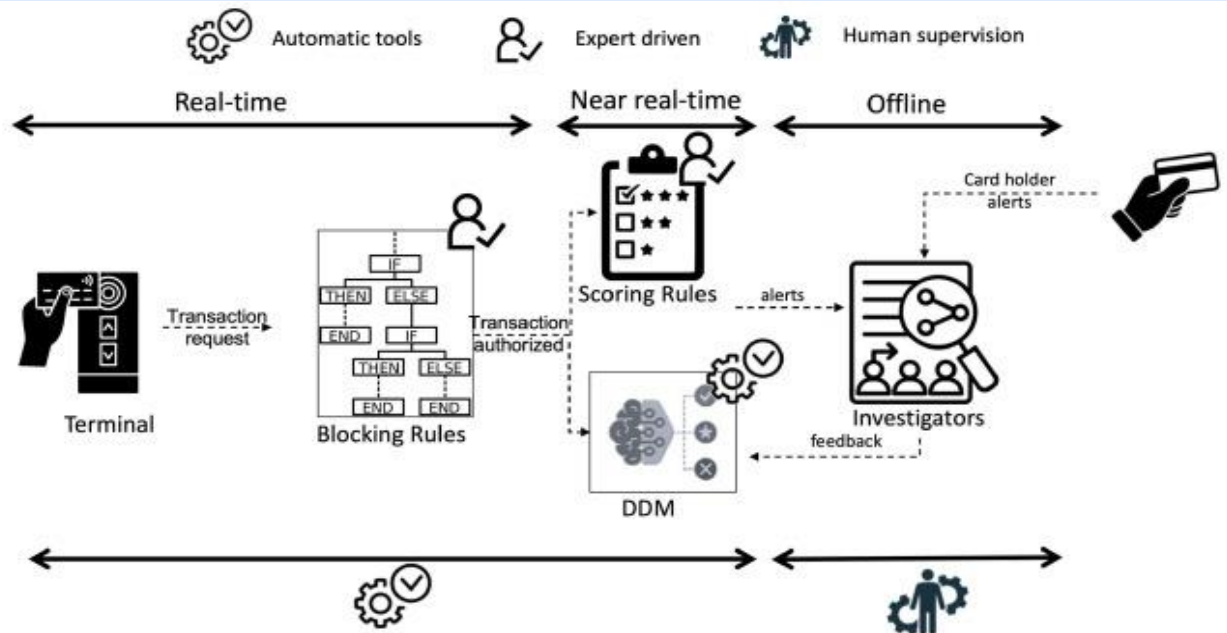 Automatic tools
Expert driven
Human supervision
Real-time
Near real-time
Offline
Card holder
alerts
IF
THEN ELSE
END IF
THEN ELSE
END END
Transaction
request
Transaction
authorized
Scoring Rules
alerts
Terminal
Blocking Rules
Investigators
feedback
DDM